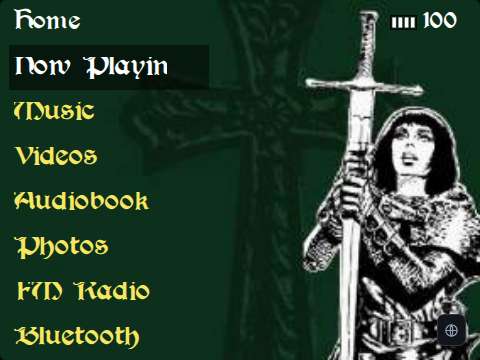 Home
100
Now Playin
Music
Videos
Audiobook
Photos
FM Radio
Bluetooth